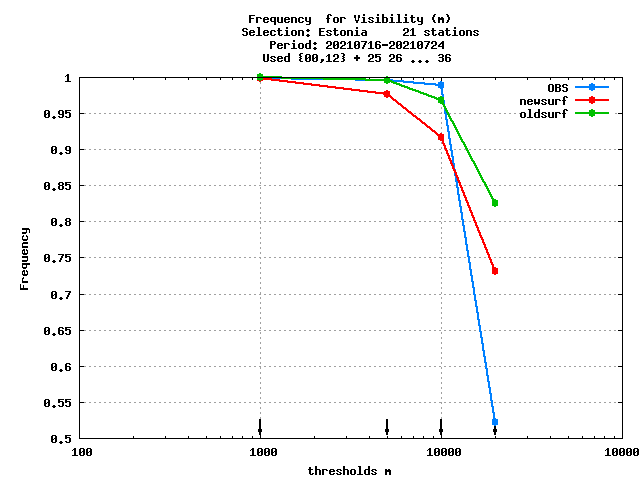 Frequency  for Visibility (m)
Selection: Estonia     21 stations
Period: 20210716-20210724
Used {00,12} + 25 26 ... 36
OBS
newsurf
oldsurf
1
0.95
0.9
0.85
0.8
0.75
0.7
0.65
0.6
0.55
0.5
Frequency
100
1000
10000
10000
thresholds m